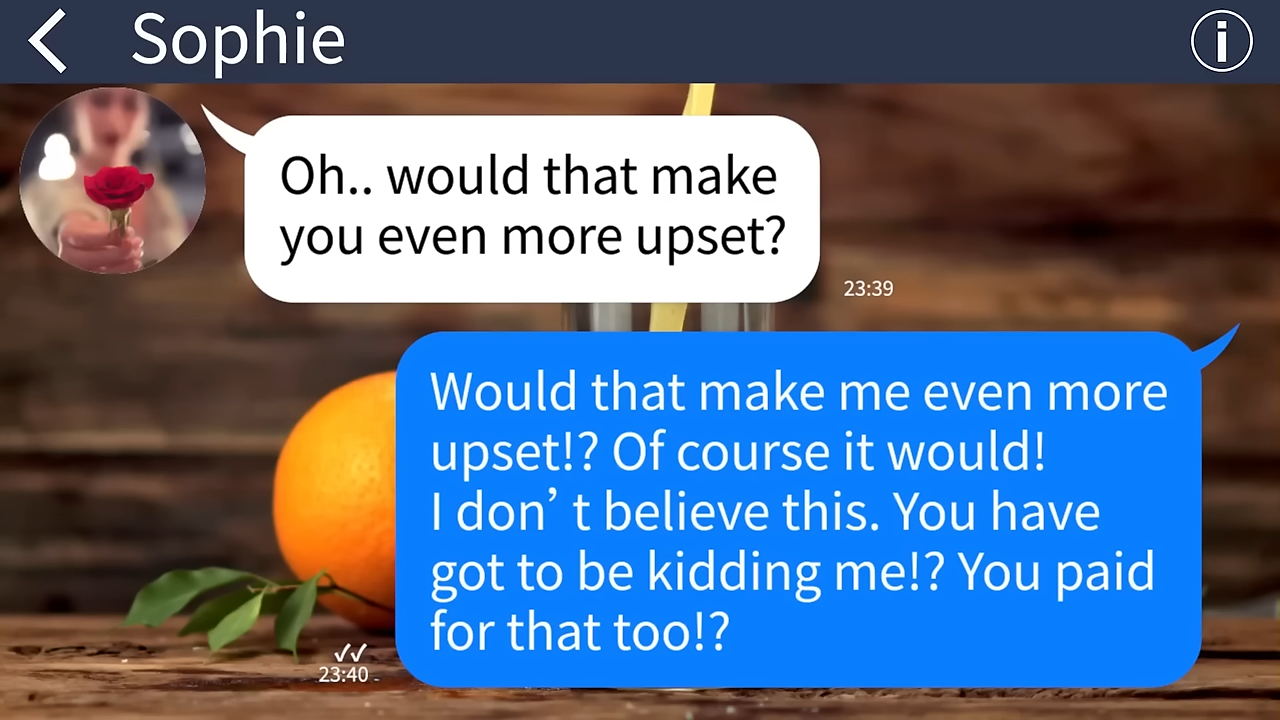 Sophie
Oh.. would that make
you even more upset?
23:39
Would that make me even more
upset!? Of course it would!
I don’ t believe this. You have
got to be kidding me!? You paid
for that too!?
23:40